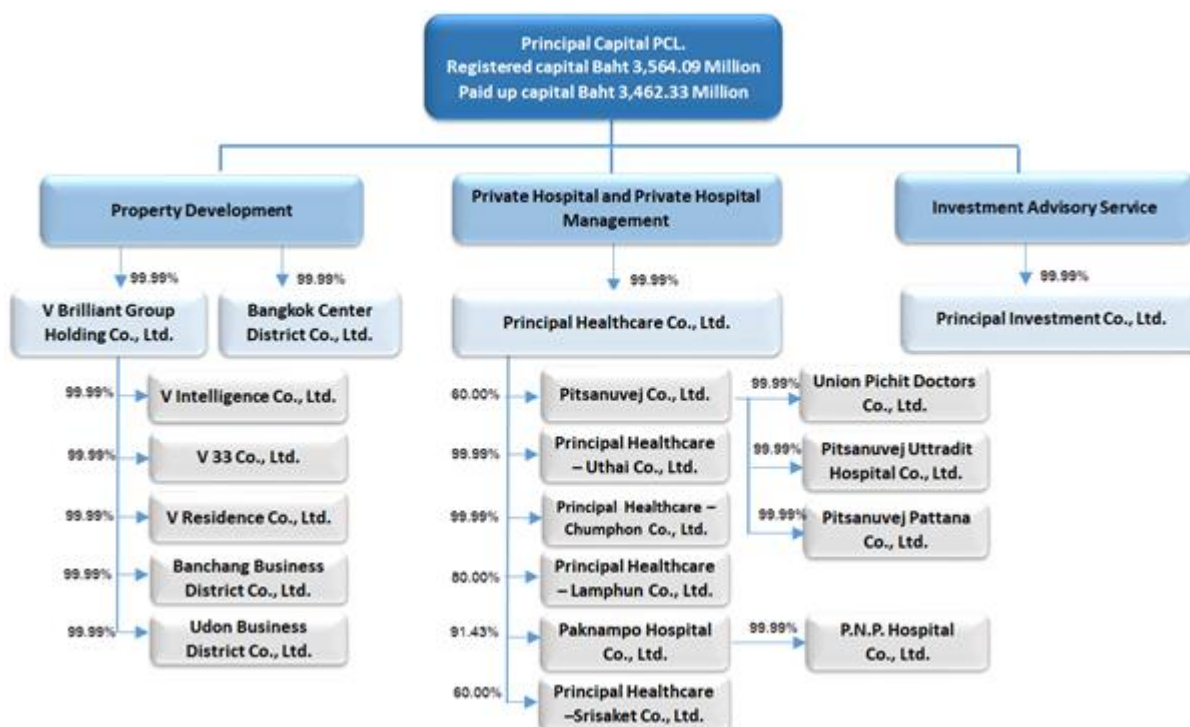 Principal Capital PCL.
Registered capital Baht 3,564.09 Million
Paid up capital Baht 3,462.33 Million
Property Development
Private Hospital and Private Hospital
Management
Investment Advisory Service
99.99%
99.99%
99.99%
99.99%
V Brilliant Group
Holding Co., Ltd.
Bangkok Center
District Co., Ltd.
Principal Healthcare Co., Ltd.
Principal Investment Co., Ltd.
99.99%
V Intelligence Co., Ltd.
99.99%
V 33 Co., Ltd.
99.99%
V Residence Co., Ltd.
99.99%
Banchang Business
District Co., Ltd.
99.99%
Udon Business
District Co., Ltd.
60.00%
Pitsanuvej Co., Ltd.
99.99%
Principal Healthcare
– Uthai Co., Ltd.
99.99%
Principal Healthcare –
Chumphon Co., Ltd.
80.00%
Principal Healthcare
– Lamphun Co., Ltd.
91.43%
Paknampo Hospital
Co., Ltd.
60.00%
Principal Healthcare
–Srisaket Co., Ltd.
99.99%
Union Pichit Doctors
Co., Ltd.
99.99%
Pitsanuvej Uttradit
Hospital Co., Ltd.
99.99%
Pitsanuvej Pattana
Co., Ltd.
99.99%
P.N.P. Hospital
Co., Ltd.